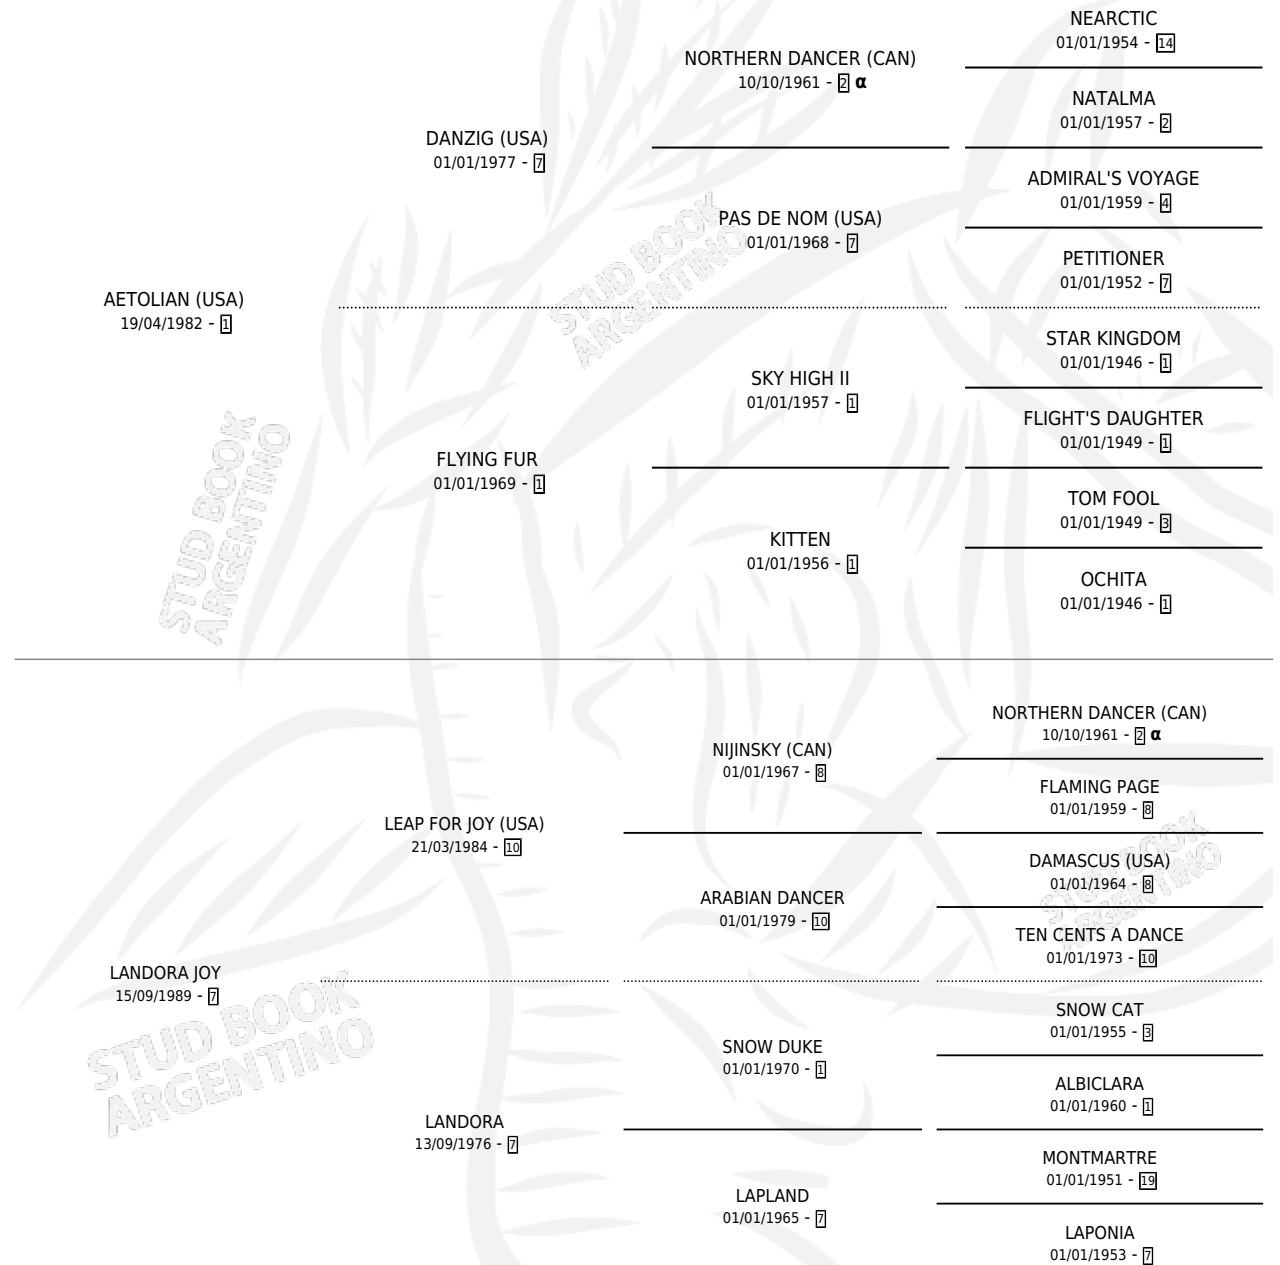 NEARCTIC
01/01/1954 - 14
NORTHERN DANCER (CAN)
10/10/1961 - 2 α
NATALMA
01/01/1957 - 2
DANZIG (USA)
01/01/1977 - 7
ADMIRAL'S VOYAGE
01/01/1959 - 4
PAS DE NOM (USA)
01/01/1968 - 7
PETITIONER
01/01/1952 - 7
STUD BOOK
ARGENTINO
AETOLIAN (USA)
19/04/1982 - 1
STAR KINGDOM
01/01/1946 - 1
SKY HIGH II
01/01/1957 - 1
FLIGHT'S DAUGHTER
01/01/1949 - 1
FLYING FUR
01/01/1969 - 1
TOM FOOL
01/01/1949 - 3
KITTEN
01/01/1956 - 1
OCHITA
01/01/1946 - 1
STUD BOOK
ARGENTINO
NORTHERN DANCER (CAN)
10/10/1961 - 2 α
NIJINSKY (CAN)
01/01/1967 - 8
FLAMING PAGE
01/01/1959 - 8
LEAP FOR JOY (USA)
21/03/1984 - 10
DAMASCUS (USA)
01/01/1964 - 8
ARABIAN DANCER
01/01/1979 - 10
TEN CENTS A DANCE
01/01/1973 - 10
STUD BOOK
ARGENTINO
LANDORA JOY
15/09/1989 - 7
SNOW CAT
01/01/1955 - 3
SNOW DUKE
01/01/1970 - 1
ALBICLARA
01/01/1960 - 1
STUD BOOK
ARGENTINO
LANDORA
13/09/1976 - 7
MONTMARTRE
01/01/1951 - 19
LAPLAND
01/01/1965 - 7
LAPONIA
01/01/1953 - 7